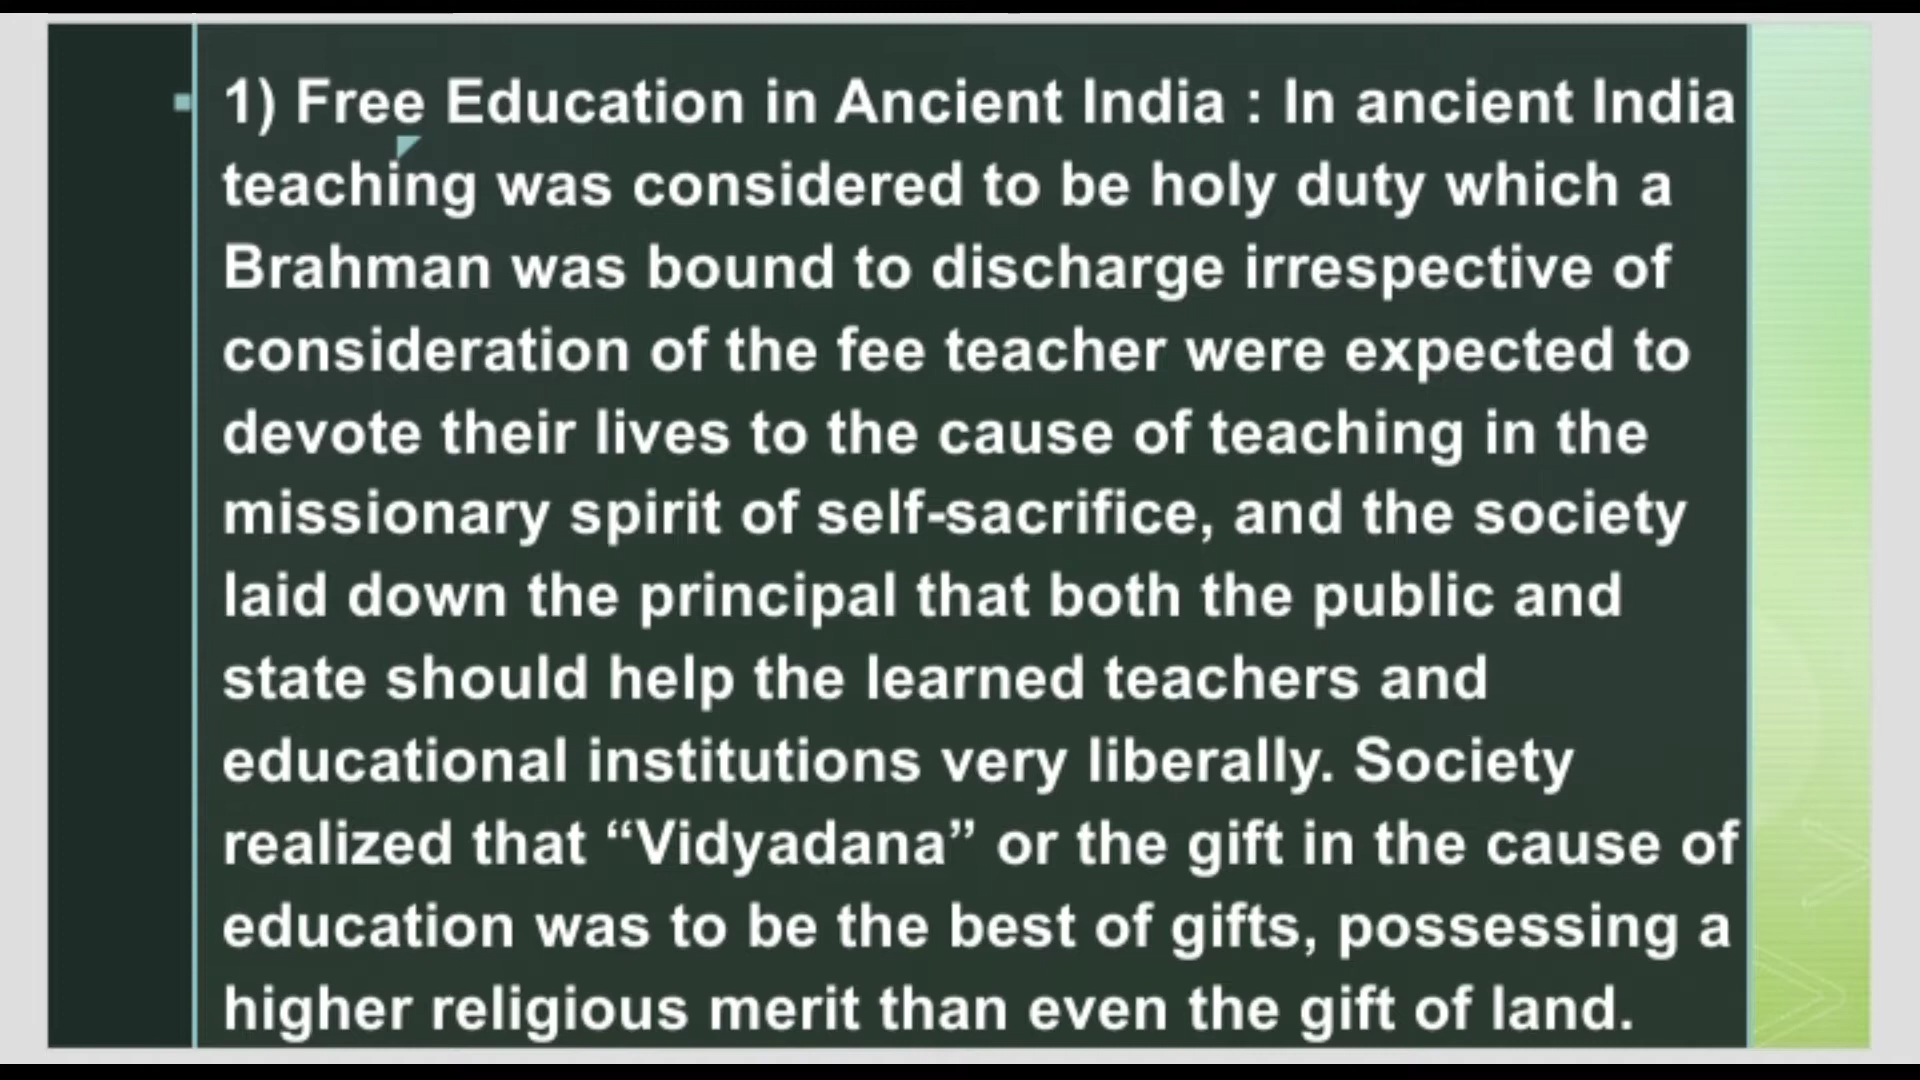 1) Free Education in Ancient India : In ancient India
teaching was considered to be holy duty which a
Brahman was bound to discharge irrespective of
consideration of the fee teacher were expected to
devote their lives to the cause of teaching in the
missionary spirit of self-sacrifice, and the society
laid down the principal that both the public and
state should help the learned teachers and
educational institutions very liberally. Society
realized that “Vidyadana” or the gift in the cause of
education was to be the best of gifts, possessing a
higher religious merit than even the gift of land.